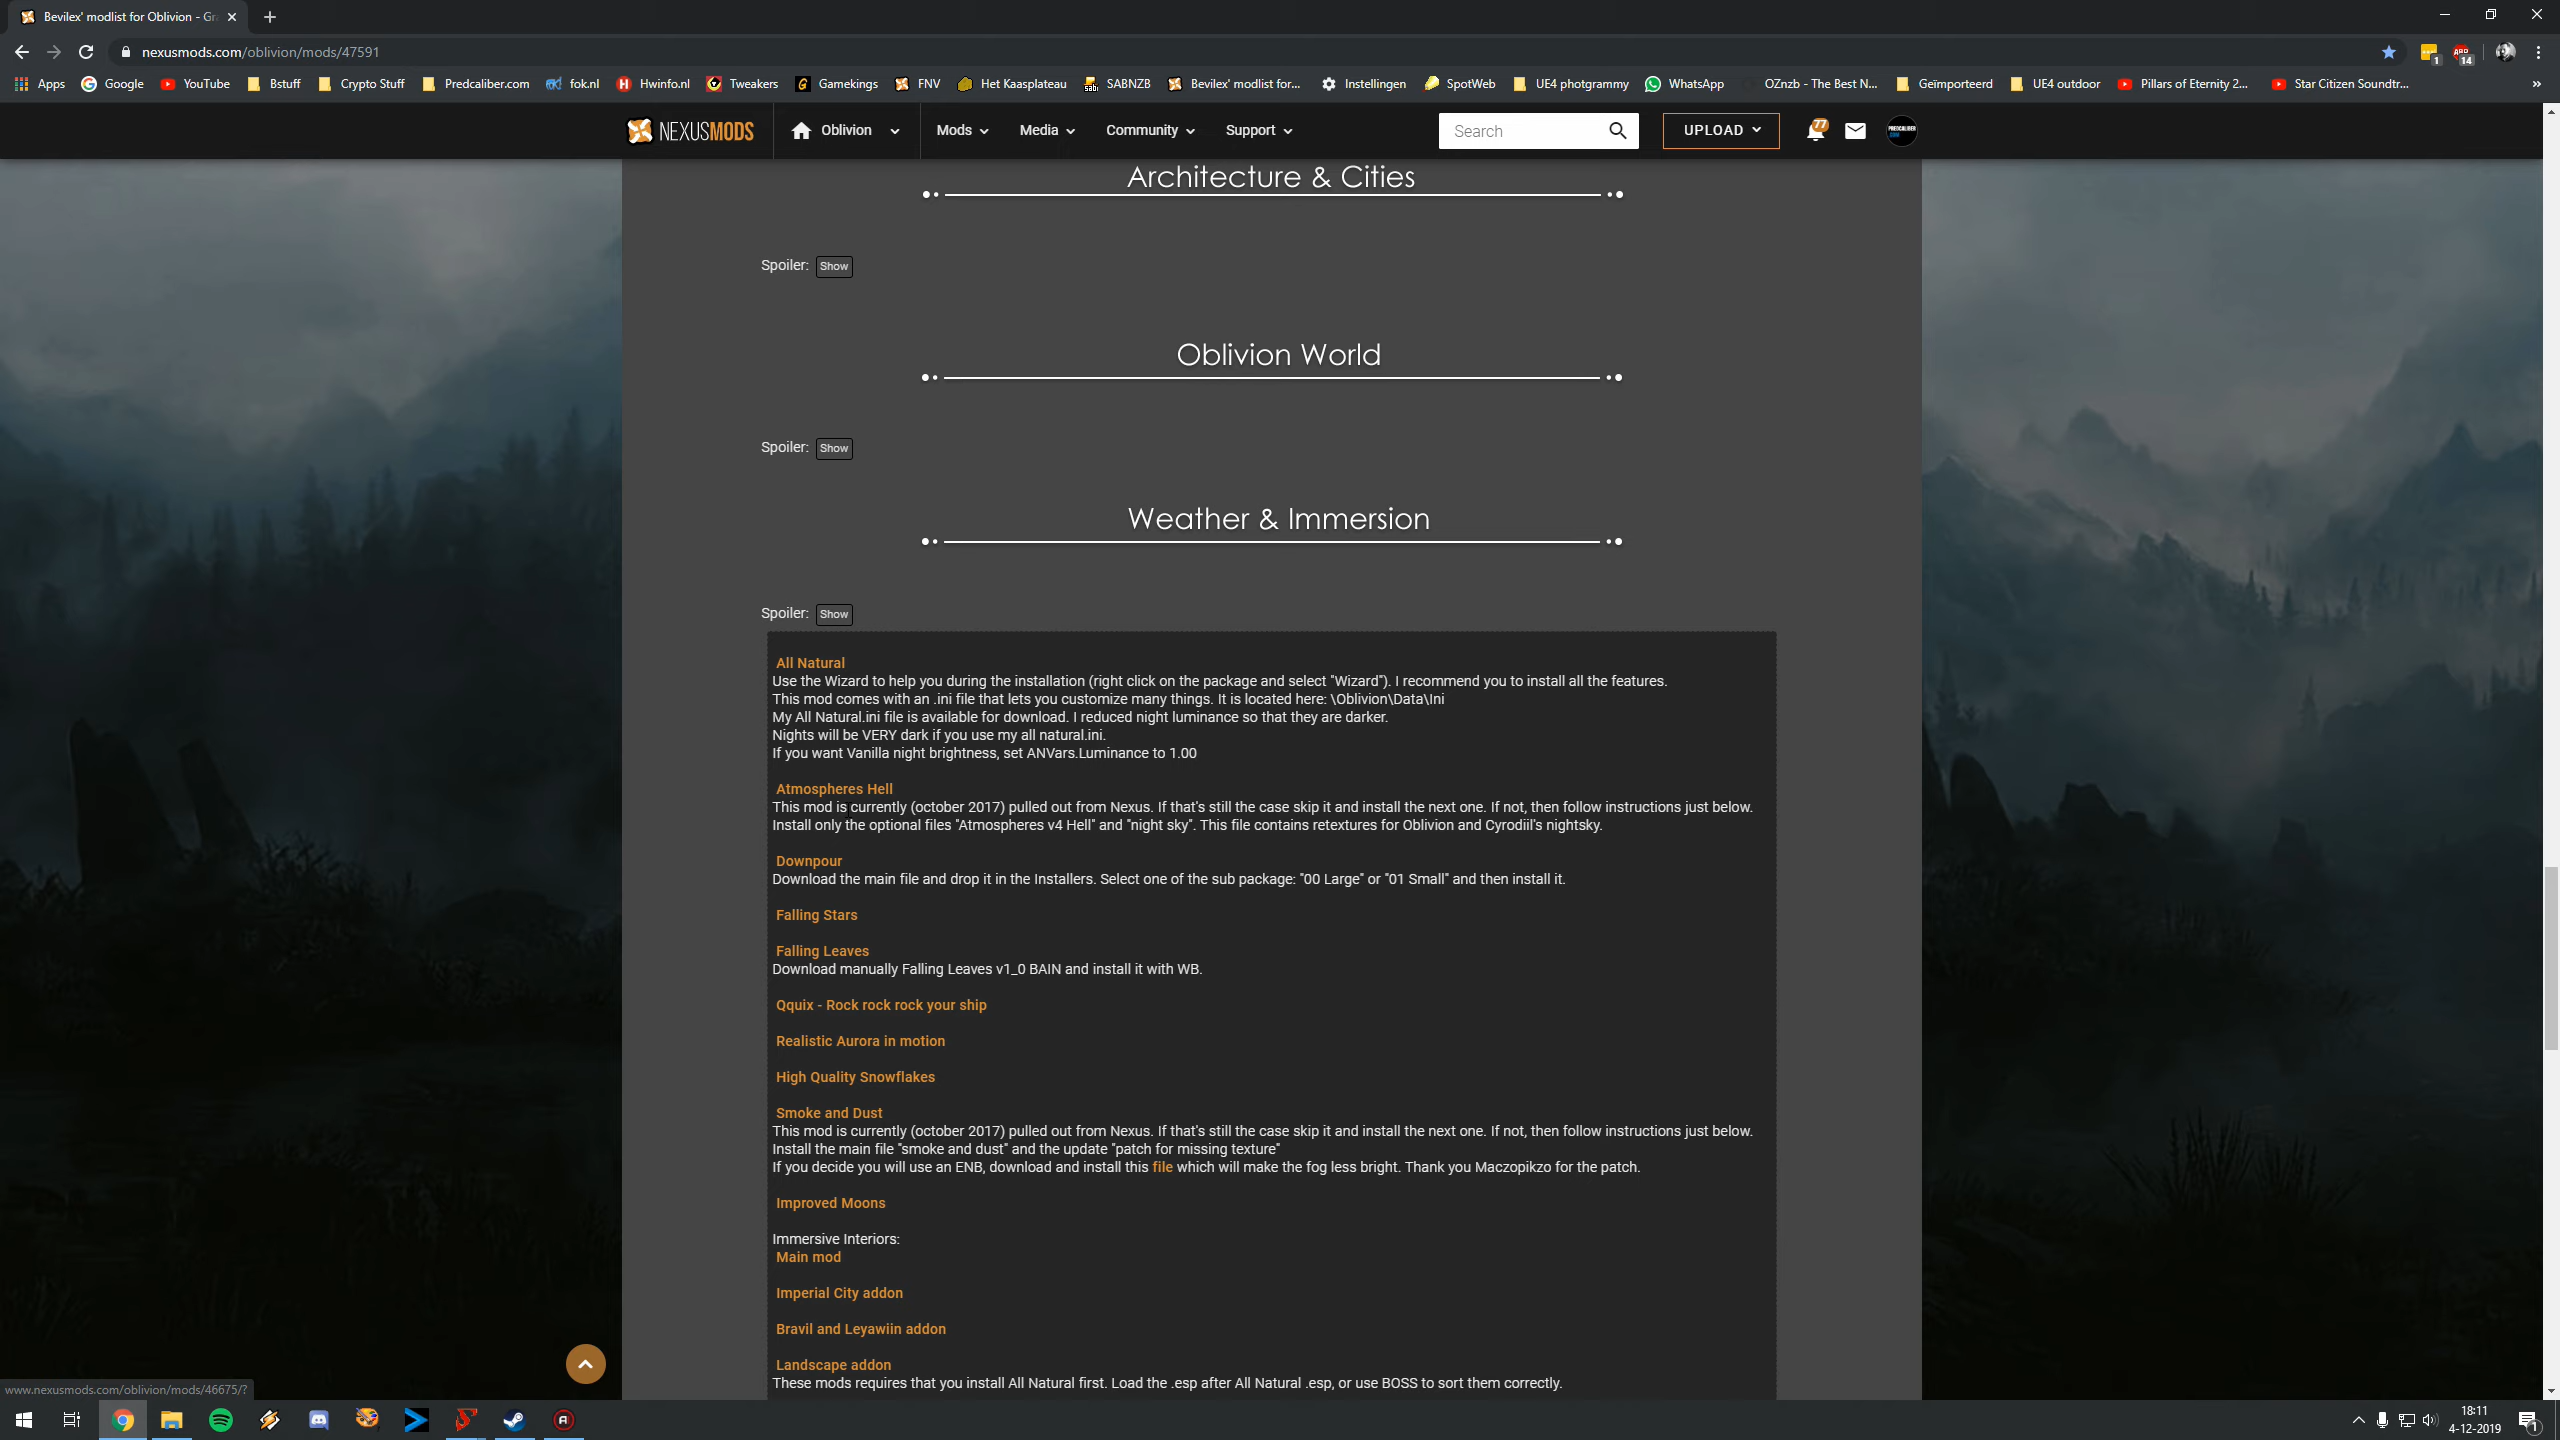 Bevilex' modlist for Oblivion - Gr
nexusmods.com/oblivion/mods/47591
1
ABP
14
Apps
Google
YouTube
Bstuff
Crypto Stuff
Predcaliber.com
fok.nl
Hwinfo.nl
Tweakers
Gamekings
FNV
Het Kaasplateau
SABNZB
Bevilex' modlist for...
Instellingen
SpotWeb
UE4 photgrammy
WhatsApp
OZnzb - The Best N...
Geïmporteerd
UE4 outdoor
Pillars of Eternity 2...
Star Citizen Soundtr...
»
NEXUSMODS
Oblivion
Mods
Media
Community
Support
Search
UPLOAD
77
Architecture & Cities
Spoiler: Show
Oblivion World
Spoiler: Show
Weather & Immersion
Spoiler: Show
All Natural
Use the Wizard to help you during the installation (right click on the package and select "Wizard"). I recommend you to install all the features.
This mod comes with an .ini file that lets you customize many things. It is located here: \Oblivion\Data\Ini
My All Natural.ini file is available for download. I reduced night luminance so that they are darker.
Nights will be VERY dark if you use my all natural.ini.
If you want Vanilla night brightness, set ANVars.Luminance to 1.00
Atmospheres Hell
This mod is currently (october 2017) pulled out from Nexus. If that's still the case skip it and install the next one. If not, then follow instructions just below.
Install only the optional files "Atmospheres v4 Hell" and "night sky". This file contains retextures for Oblivion and Cyrodiil's nightsky.
Downpour
Download the main file and drop it in the Installers. Select one of the sub package: "00 Large" or "01 Small" and then install it.
Falling Stars
Falling Leaves
Download manually Falling Leaves v1_0 BAIN and install it with WB.
Qquix - Rock rock rock your ship
Realistic Aurora in motion
High Quality Snowflakes
Smoke and Dust
This mod is currently (october 2017) pulled out from Nexus. If that's still the case skip it and install the next one. If not, then follow instructions just below.
Install the main file "smoke and dust" and the update "patch for missing texture"
If you decide you will use an ENB, download and install this file which will make the fog less bright. Thank you Maczopikzo for the patch.
Improved Moons
Immersive Interiors:
Main mod
Imperial City addon
Bravil and Leyawiin addon
Landscape addon
These mods requires that you install All Natural first. Load the .esp after All Natural .esp, or use BOSS to sort them correctly.
www.nexusmods.com/oblivion/mods/46675/?
18:11
4-12-2019
1